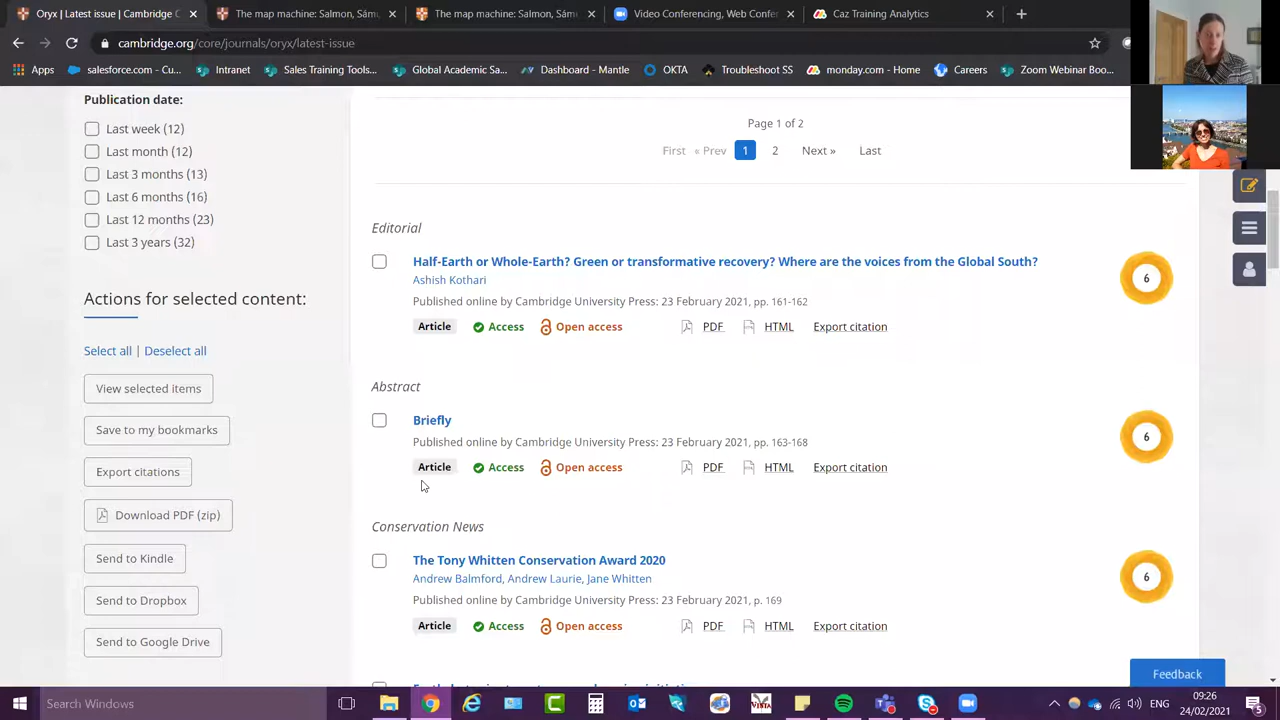 Oryx | Latest issue | Cambridge
The map machine: Salmon, Sám
The map machine: Salmon, Sám
Video Conferencing, Web Confer
Caz Training Analytics
cambridge.org/core/journals/oryx/latest-issue
Apps
salesforce.com - Cu...
Intranet
Sales Training Tools...
Global Academic Sa...
Dashboard - Mantle
OKTA
Troubleshoot SS
monday.com - Home
Careers
Zoom Webinar Boo...
Publication date:
Last week (12)
Last month (12)
Last 3 months (13)
Last 6 months (16)
Last 12 months (23)
Last 3 years (32)
Actions for selected content:
Select all | Deselect all
View selected items
Save to my bookmarks
Export citations
Download PDF (zip)
Send to Kindle
Send to Dropbox
Send to Google Drive
Page 1 of 2
First « Prev 1 2 Next » Last
Editorial
Half-Earth or Whole-Earth? Green or transformative recovery? Where are the voices from the Global South?
Ashish Kothari
Published online by Cambridge University Press: 23 February 2021, pp. 161-162
Article Access Open access PDF HTML Export citation
6
Abstract
Briefly
Published online by Cambridge University Press: 23 February 2021, pp. 163-168
Article Access Open access PDF HTML Export citation
6
Conservation News
The Tony Whitten Conservation Award 2020
Andrew Balmford, Andrew Laurie, Jane Whitten
Published online by Cambridge University Press: 23 February 2021, p. 169
Article Access Open access PDF HTML Export citation
6
Feedback
Search Windows
ENG
09:26
24/02/2021
5